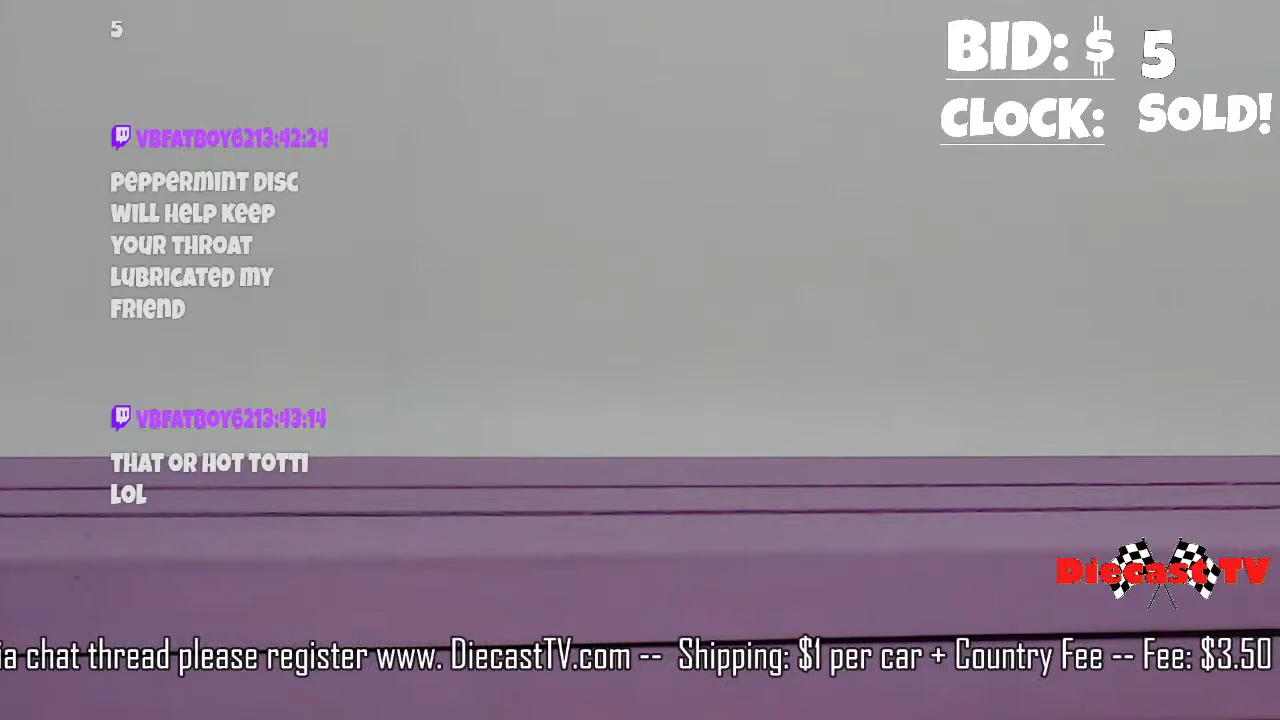 5
BID: $ 5
CLOCK: SOLD!
VBFATBOY6213:42:24
PEPPERMINT DISC
WILL HELP KEEP
YOUR THROAT
LUBRICATED MY
FRIEND
VBFATBOY6213:43:14
THAT OR HOT TOTTI
LOL
Diecast TV
ia chat thread please register www. DiecastTV.com -- Shipping: $1 per car + Country Fee -- Fee: $3.50